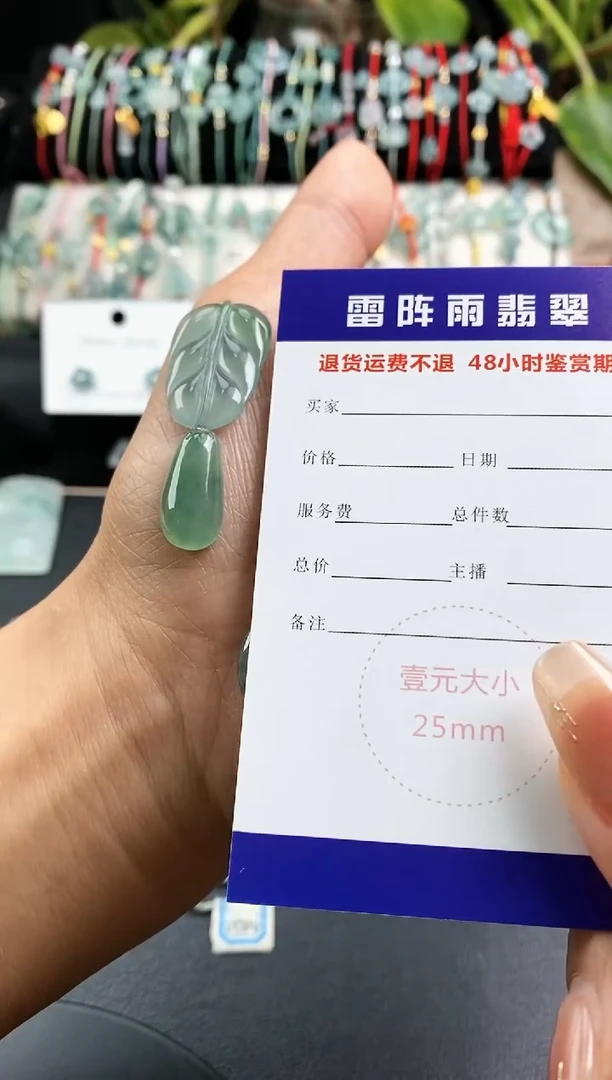 雷阵雨翡翠
退货运费不退 48小时鉴赏期
买家
价格 日期
服务费 总件数
总价 主播
备注
壹元大小
25mm